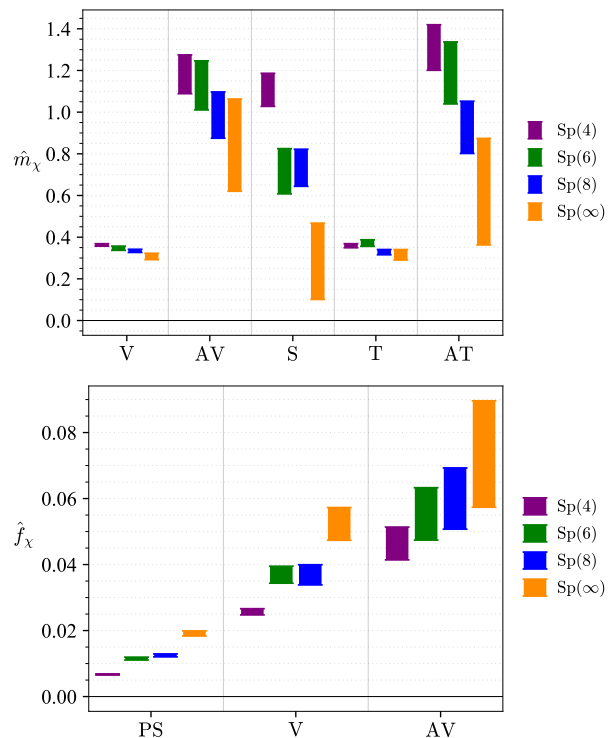 1.4
1.2
1.0
0.8
0.6
0.4
0.2
0.0
m̂χ
V AV S T AT
Sp(4)
Sp(6)
Sp(8)
Sp(∞)
0.08
0.06
0.04
0.02
0.00
f̂χ
PS V AV
Sp(4)
Sp(6)
Sp(8)
Sp(∞)